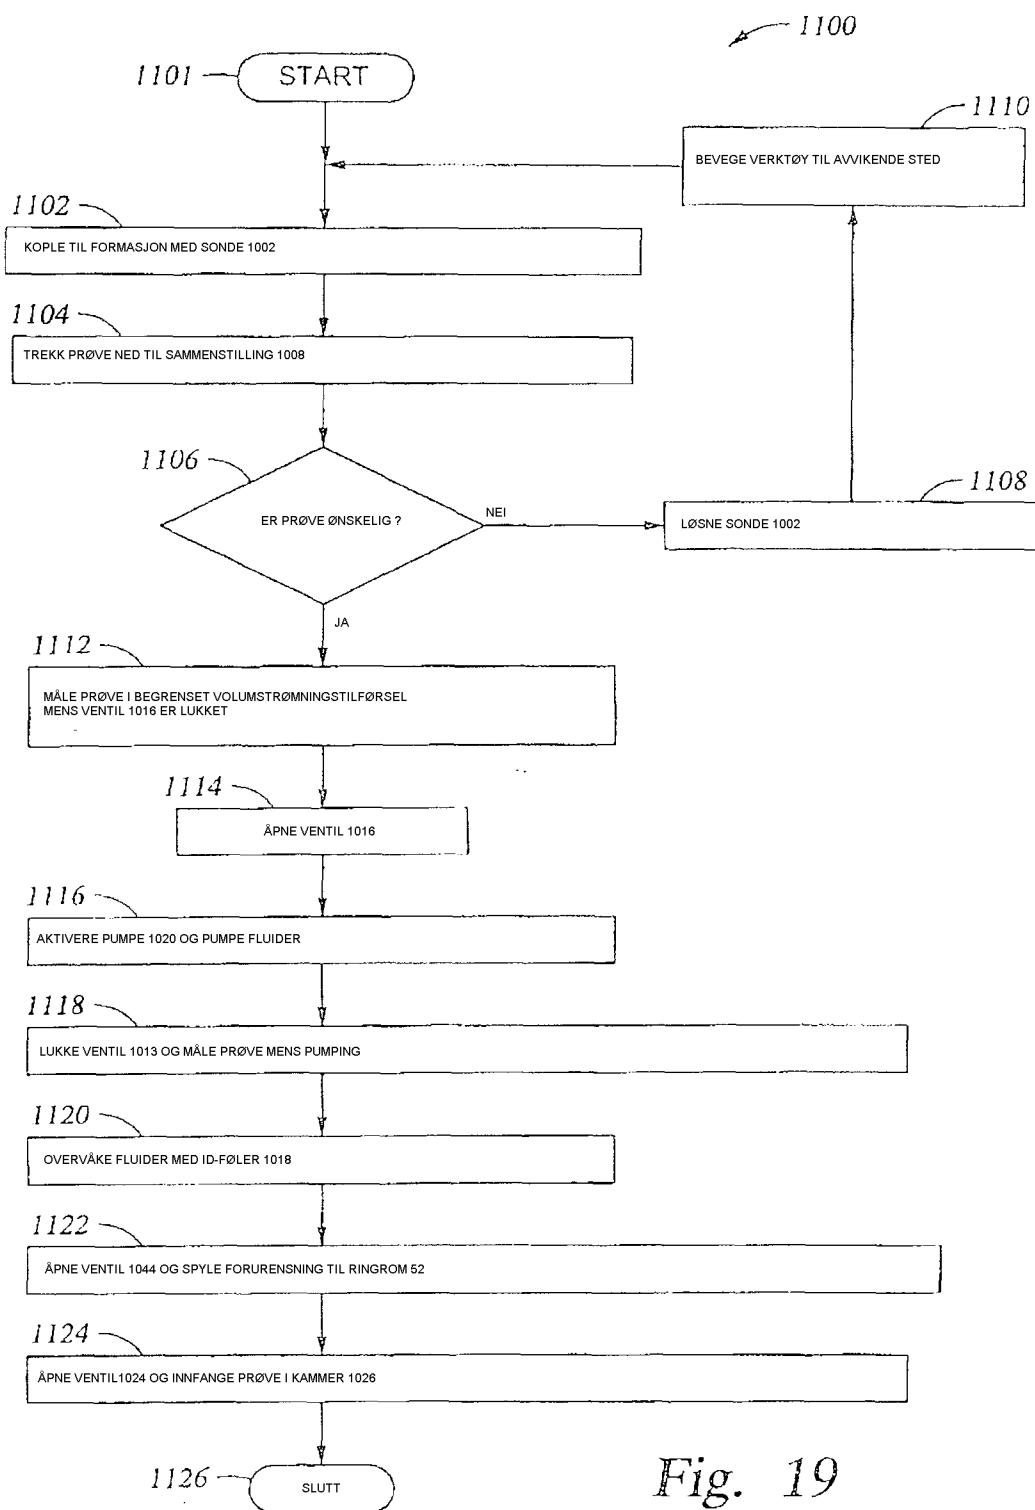 1100
1101
START
1110
BEVEGE VERKTØY TIL AVVIKENDE STED
1102
KOPLE TIL FORMASJON MED SONDE 1002
1104
TREKK PRØVE NED TIL SAMMENSTILLING 1008
1106
ER PRØVE ØNSKELIG ?
NEI
1108
LØSNE SONDE 1002
JA
1112
MÅLE PRØVE I BEGRENSET VOLUMSTRØMNINGSTILFØRSEL
MENS VENTIL 1016 ER LUKKET
1114
ÅPNE VENTIL 1016
1116
AKTIVERE PUMPE 1020 OG PUMPE FLUIDER
1118
LUKKE VENTIL 1013 OG MÅLE PRØVE MENS PUMPING
1120
OVERVÅKE FLUIDER MED ID-FØLER 1018
1122
ÅPNE VENTIL 1044 OG SPYLE FORURENSNING TIL RINGROM 52
1124
ÅPNE VENTIL1024 OG INNFANGE PRØVE I KAMMER 1026
1126
SLUTT
Fig. 19